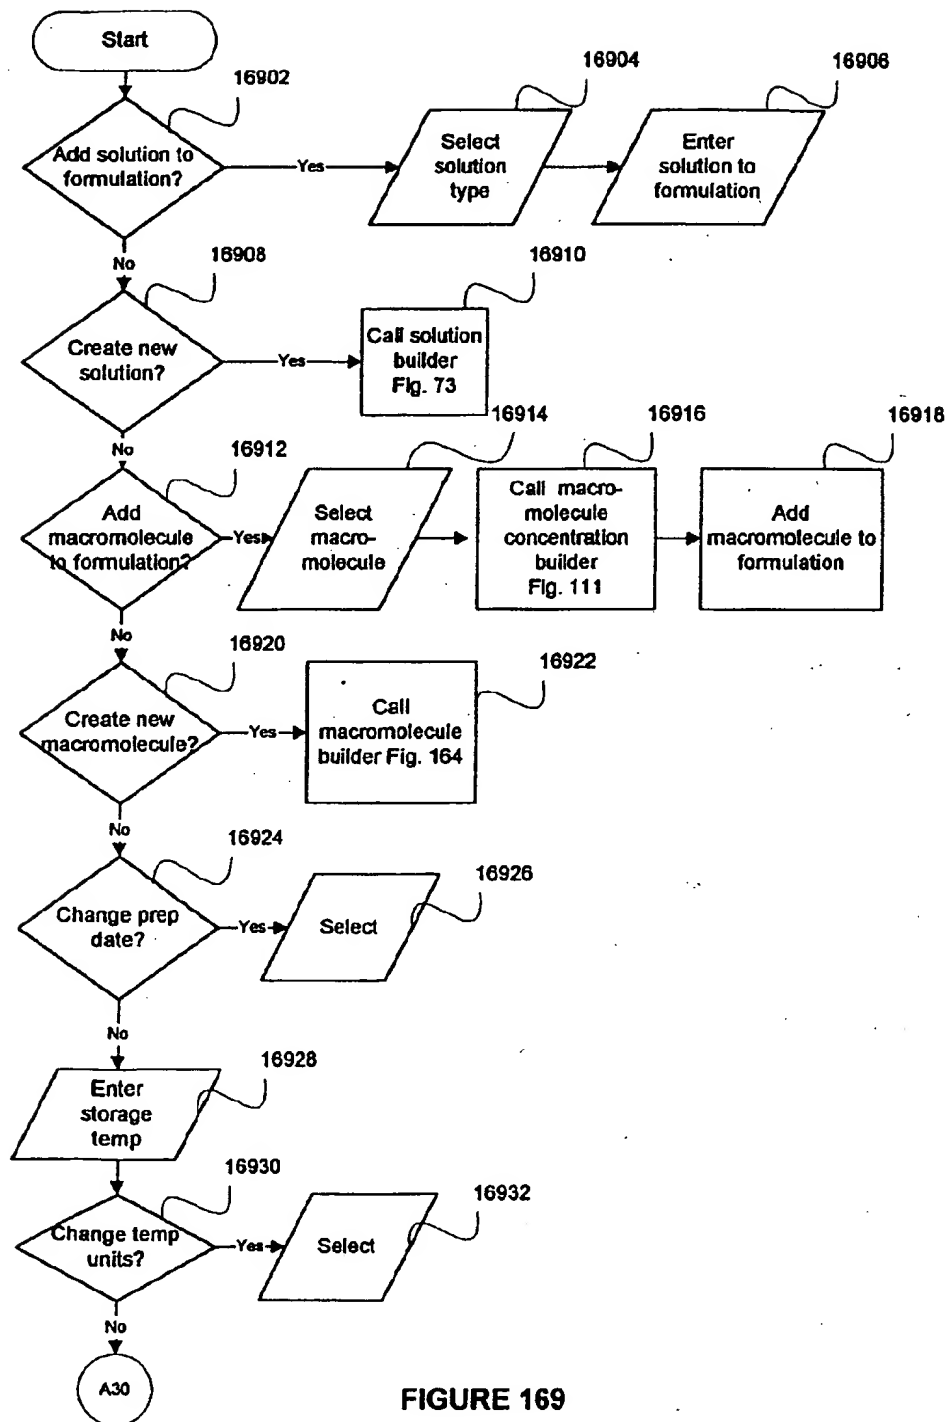 Start
16902
Add solution to
formulation?
Yes
16904
Select
solution
type
16906
Enter
solution to
formulation
No
16908
Create new
solution?
Yes
16910
Call solution
builder
Fig. 73
No
16912
Add
macromolecule
to formulation?
Yes
16914
Select
macro-
molecule
16916
Call macro-
molecule
concentration
builder
Fig. 111
16918
Add
macromolecule to
formulation
No
16920
Create new
macromolecule?
Yes
16922
Call
macromolecule
builder Fig. 164
No
16924
Change prep
date?
Yes
16926
Select
No
16928
Enter
storage
temp
16930
Change temp
units?
Yes
16932
Select
No
A30
FIGURE 169